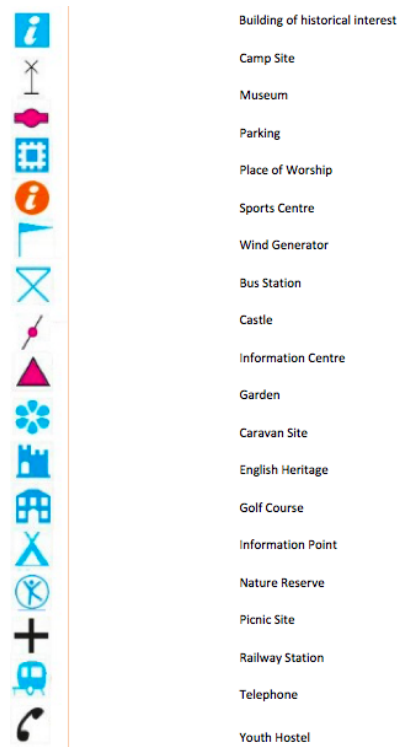 i
Building of historical interest
Camp Site
Museum
Parking
Place of Worship
i
Sports Centre
Wind Generator
Bus Station
Castle
Information Centre
Garden
Caravan Site
English Heritage
Golf Course
Information Point
Nature Reserve
Picnic Site
Railway Station
Telephone
Youth Hostel